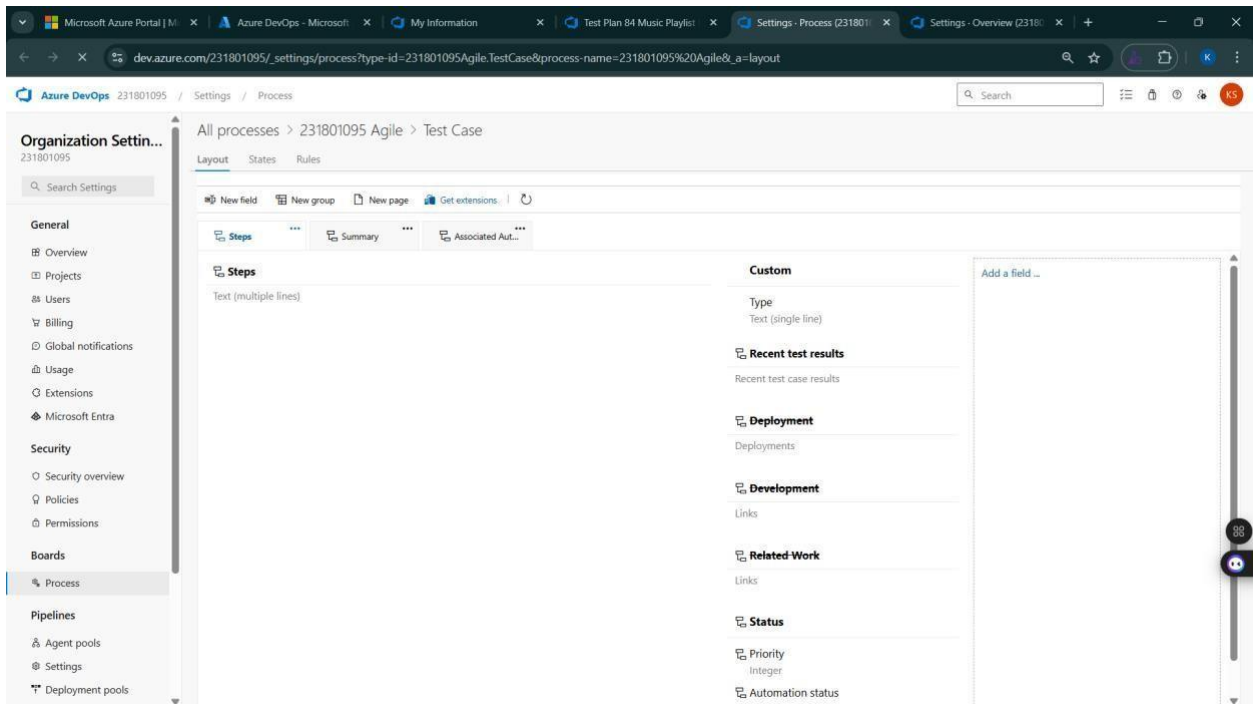 Microsoft Azure Portal | Mi
Azure DevOps - Microsoft
My Information
Test Plan 84 Music Playlist
Settings - Process (2318010
Settings - Overview (23180
dev.azure.com/231801095/_settings/process?type-id=231801095Agile.TestCase&process-name=231801095%20Agile&_a=layout
K
Azure DevOps 231801095 / Settings / Process
Search
KS
Organization Settin...
231801095
Search Settings
General
Overview
Projects
Users
Billing
Global notifications
Usage
Extensions
Microsoft Entra
Security
Security overview
Policies
Permissions
Boards
Process
Pipelines
Agent pools
Settings
Deployment pools
All processes > 231801095 Agile > Test Case
Layout States Rules
New field New group New page Get extensions
Steps ... Summary ... Associated Aut... ...
Steps
Text (multiple lines)
Custom
Type
Text (single line)
Recent test results
Recent test case results
Deployment
Deployments
Development
Links
Related Work
Links
Status
Priority
Integer
Automation status
Add a field ...